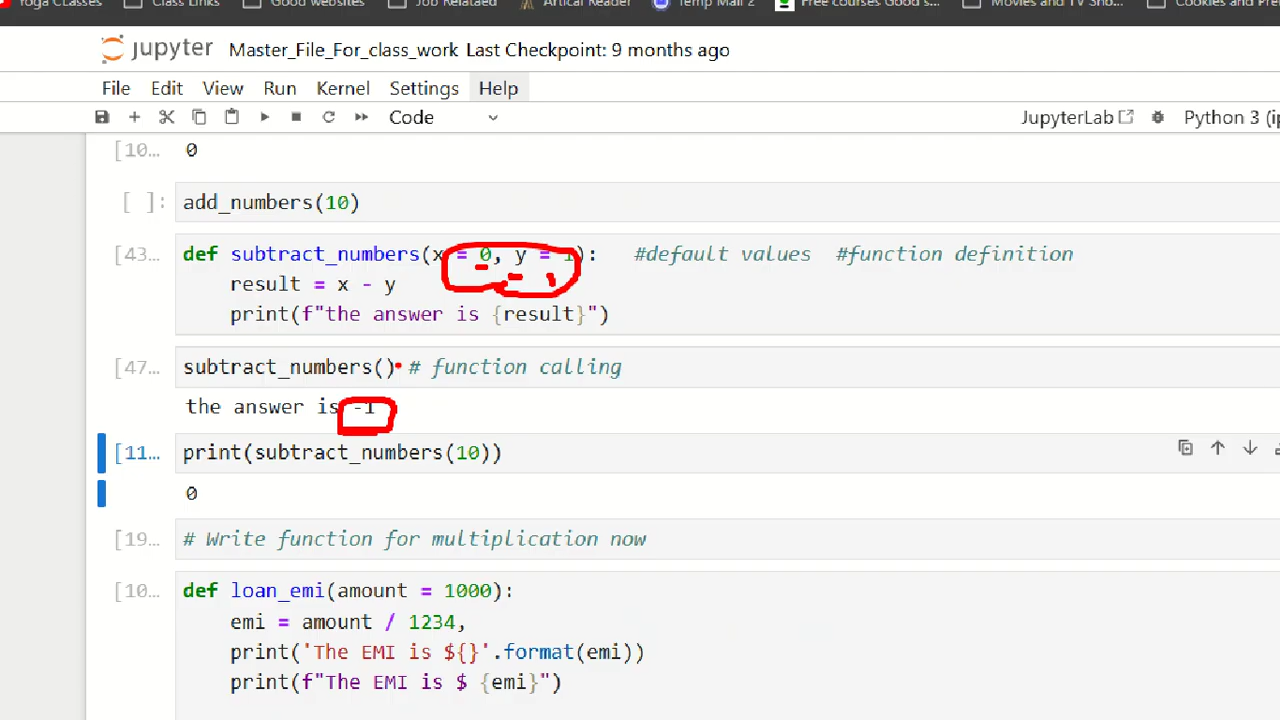 Yoga CLasses Class Links Good websites Job Relataed Artical Reader Temp Mail 2 Free courses Good s... Movies and TV Sho... Cookies and Pre
jupyter Master_File_For_class_work Last Checkpoint: 9 months ago
File Edit View Run Kernel Settings Help
Code JupyterLab Python 3 (ip
[10... 0
[ ]: add_numbers(10)
[43... def subtract_numbers(x = 0, y = 1): #default values #function definition
result = x - y
print(f"the answer is {result}")
[47... subtract_numbers() # function calling
the answer is -1
[11... print(subtract_numbers(10))
0
[19... # Write function for multiplication now
[10... def loan_emi(amount = 1000):
emi = amount / 1234,
print('The EMI is ${}'.format(emi))
print(f"The EMI is $ {emi}")